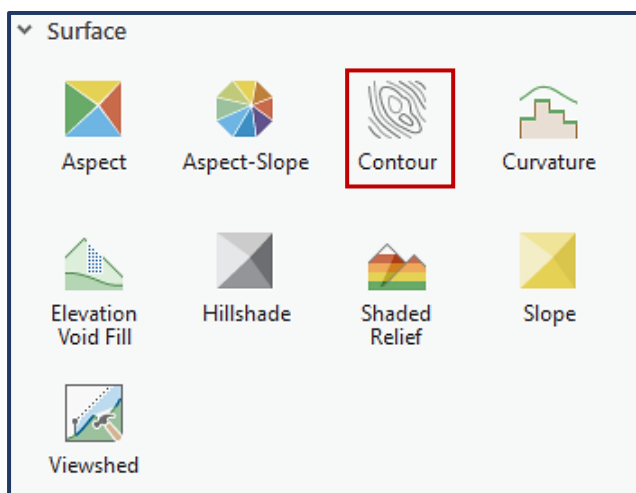 Surface
Aspect
Aspect-Slope
Contour
Curvature
Elevation
Void Fill
Hillshade
Shaded
Relief
Slope
Viewshed